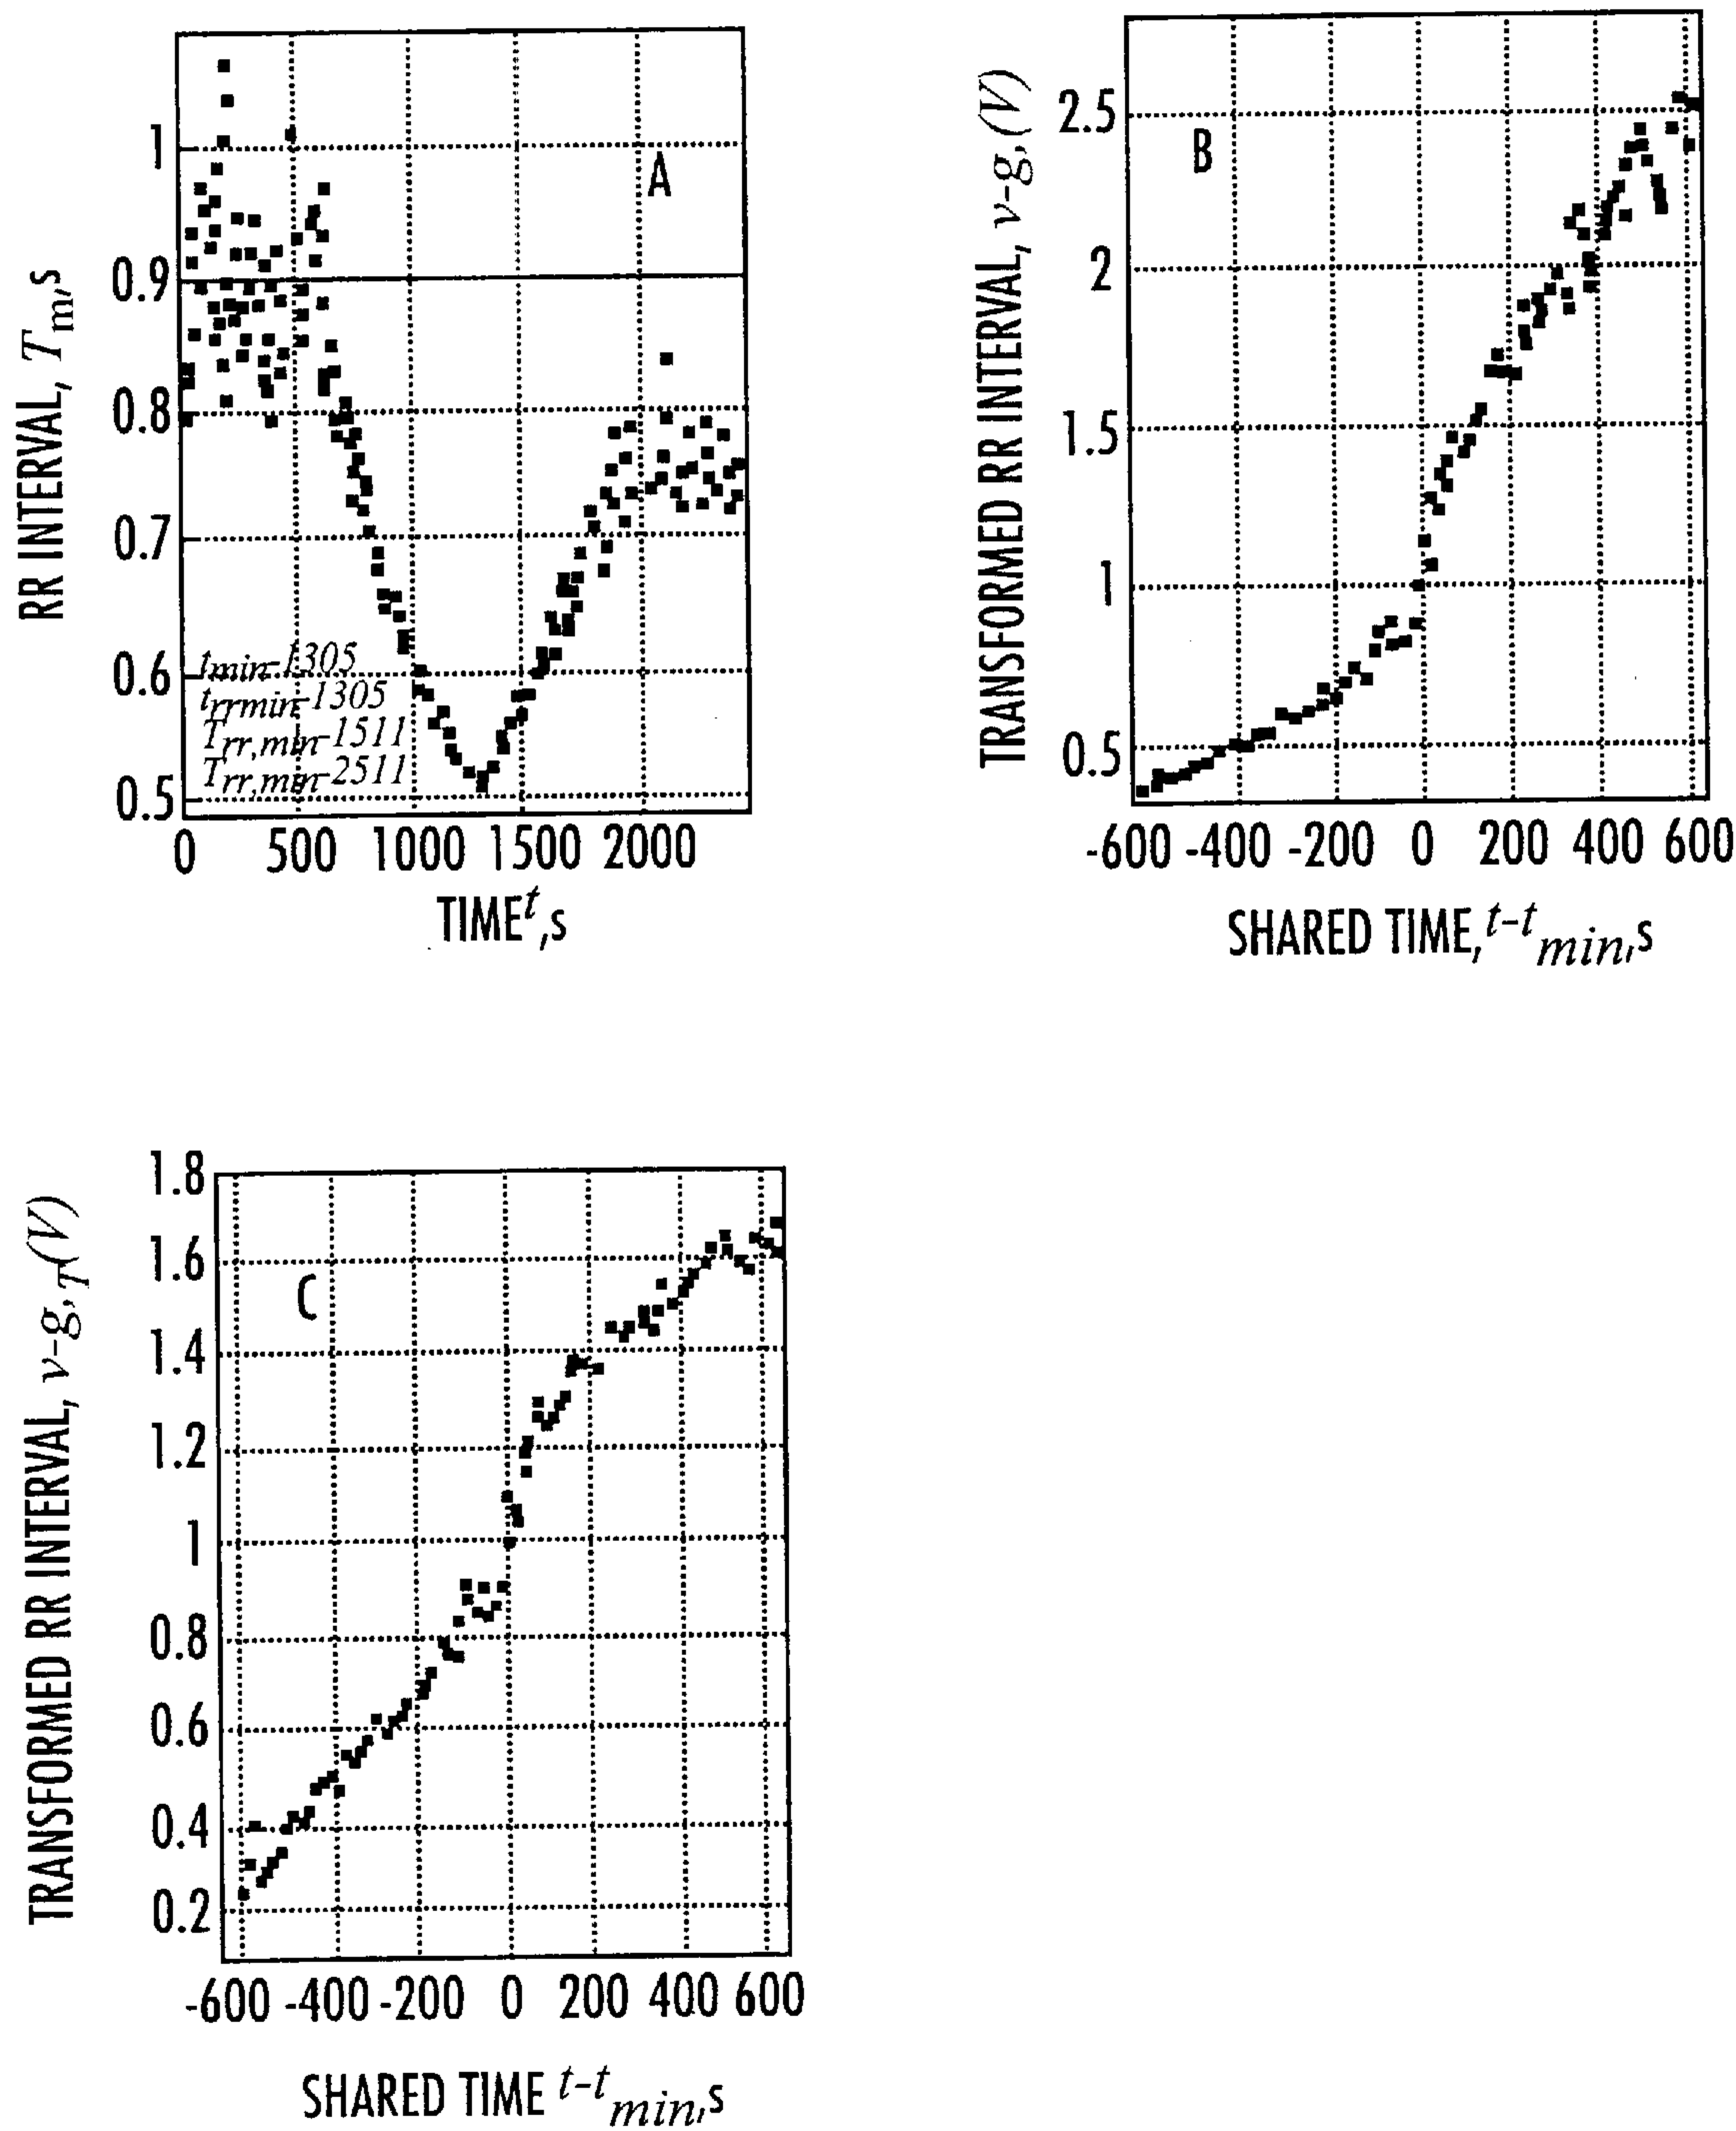 A
RR INTERVAL, Tm,s
1
0.9
0.8
0.7
0.6
0.5
tmin-1305
trrmin-1305
Trr,min-1511
Trr,min-2511
0 500 1000 1500 2000
TIME t,s
B
TRANSFORMED RR INTERVAL, v-g,(V)
2.5
2
1.5
1
0.5
-600 -400 -200 0 200 400 600
SHARED TIME, t-tmin,s
C
TRANSFORMED RR INTERVAL, v-g,T(V)
1.8
1.6
1.4
1.2
1
0.8
0.6
0.4
0.2
-600 -400 -200 0 200 400 600
SHARED TIME t-tmin,s